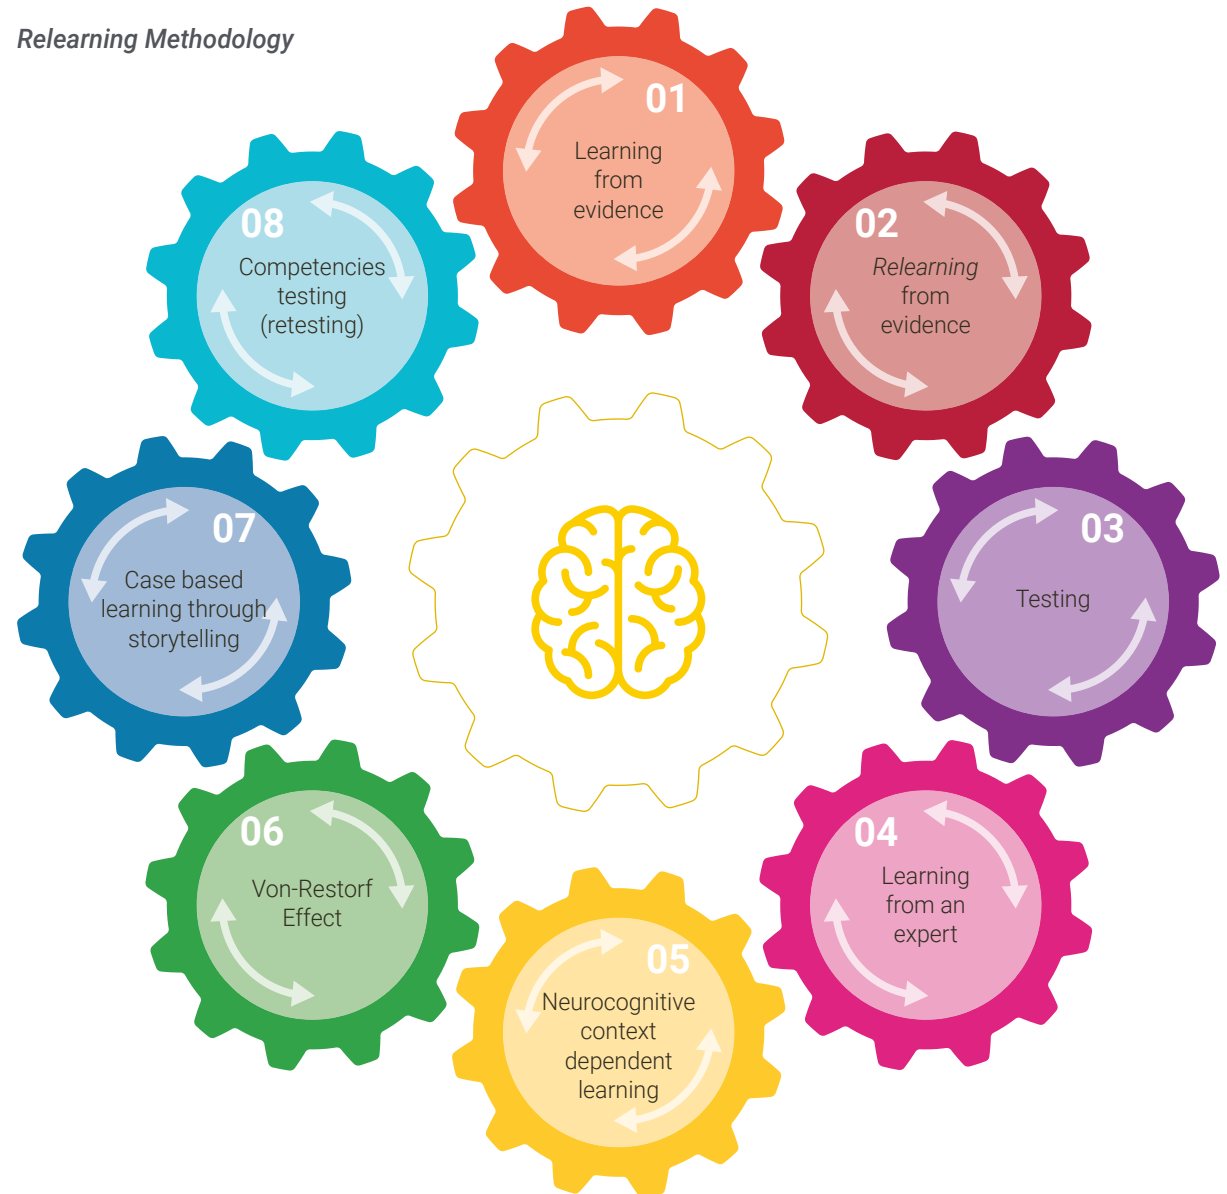 Relearning Methodology
01
Learning
from
evidence
02
Relearning
from
evidence
03
Testing
04
Learning
from an
expert
05
Neurocognitive
context
dependent
learning
06
Von-Restorf
Effect
07
Case based
learning through
storytelling
08
Competencies
testing
(retesting)